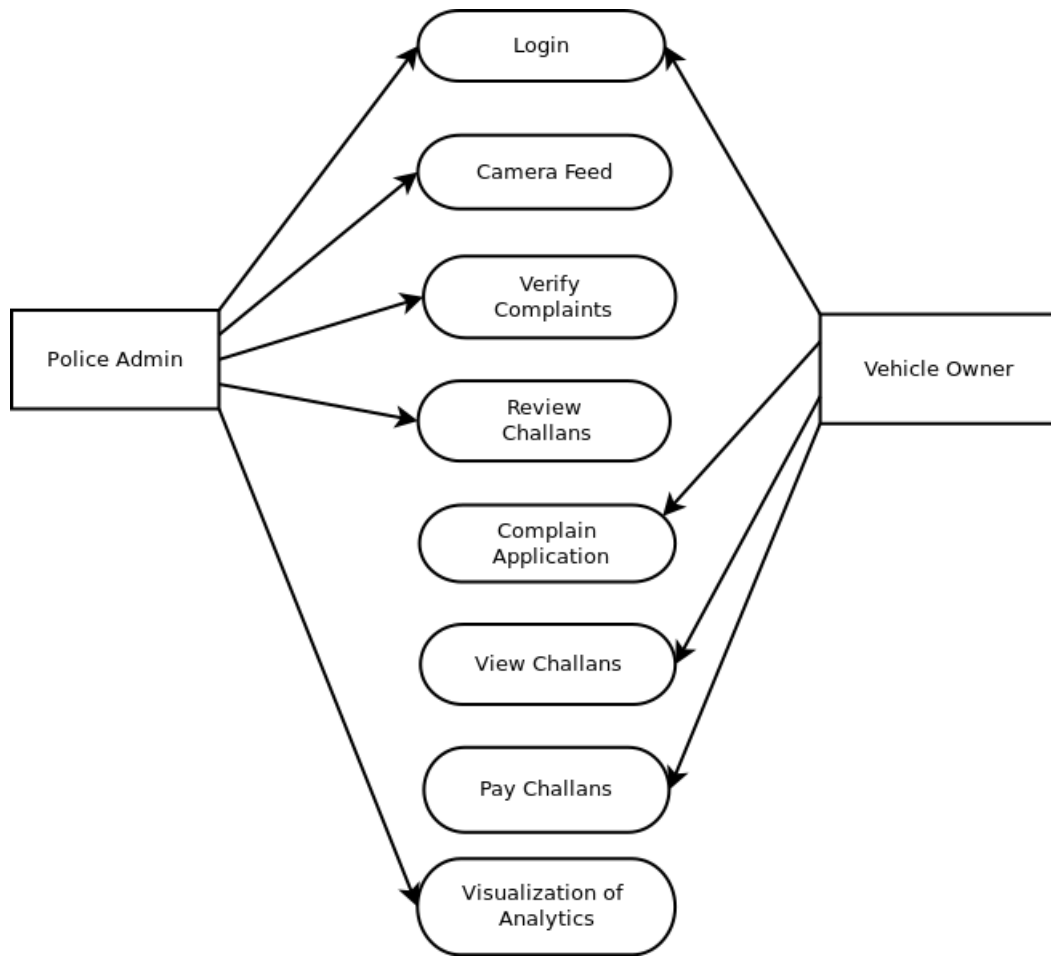 Login
Camera Feed
Verify
Complaints
Police Admin
Vehicle Owner
Review
Challans
Complain
Application
View Challans
Pay Challans
Visualization of
Analytics